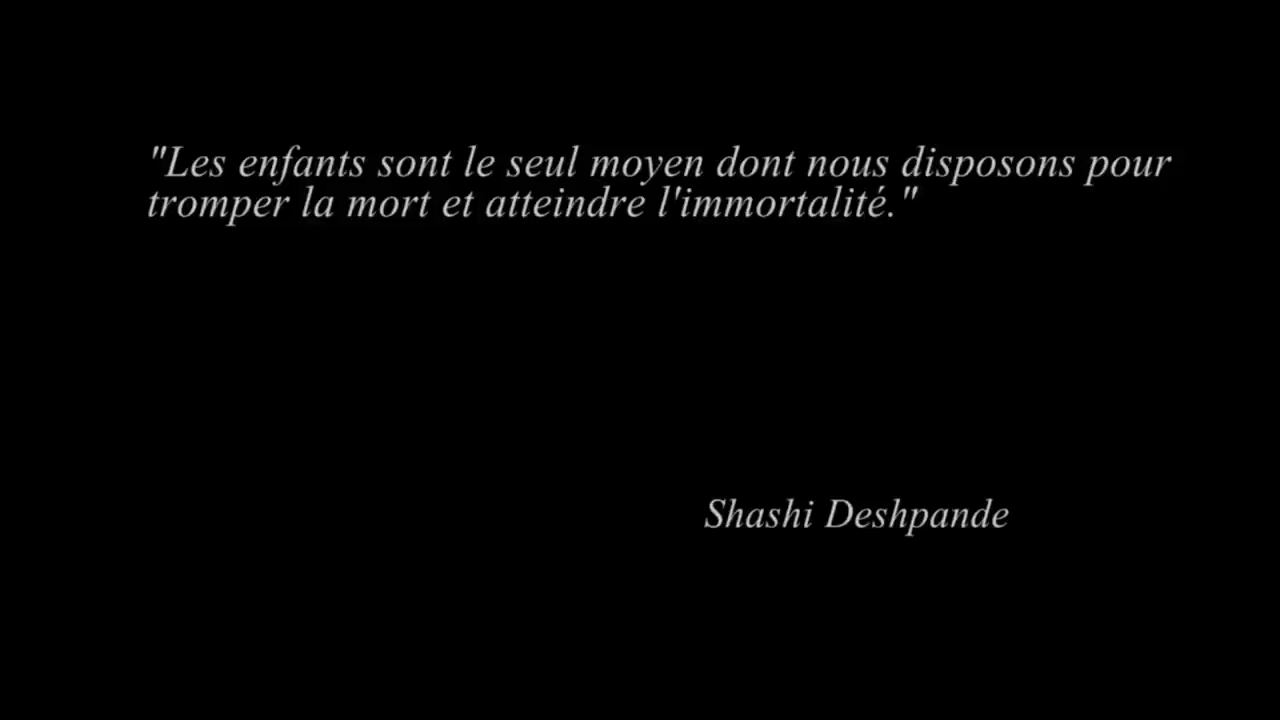 "Les enfants sont le seul moyen dont nous disposons pour
tromper la mort et atteindre l'immortalité."
Shashi Deshpande